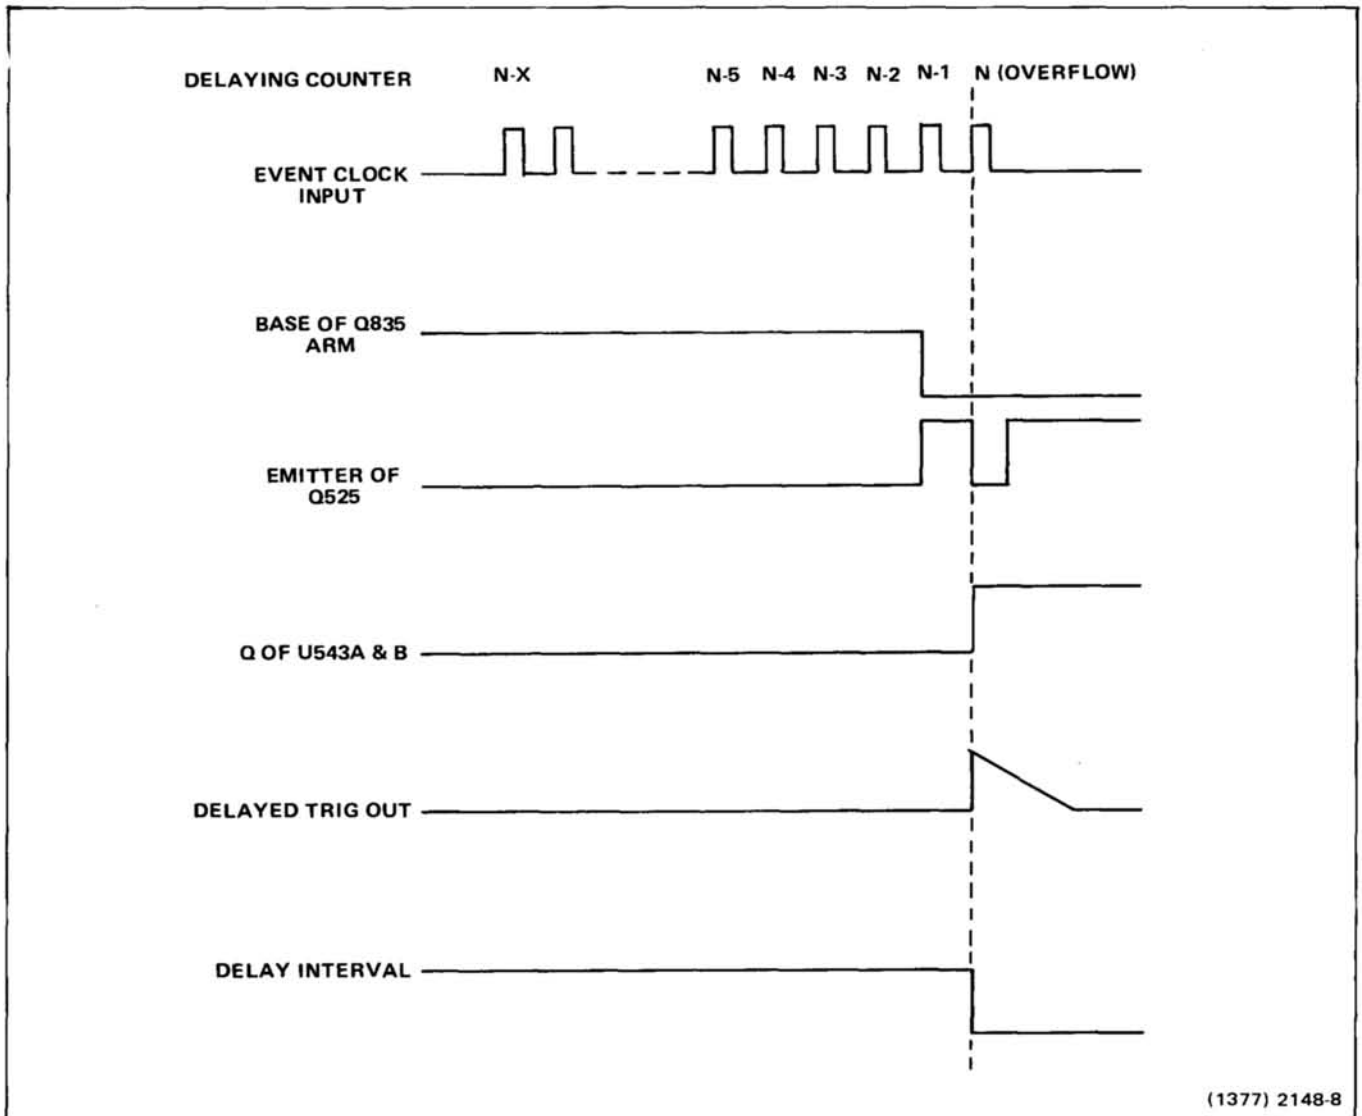 DELAYING COUNTER N-X N-5 N-4 N-3 N-2 N-1 N (OVERFLOW)
EVENT CLOCK
INPUT
BASE OF Q835
ARM
EMITTER OF
Q525
Q OF U543A & B
DELAYED TRIG OUT
DELAY INTERVAL
(1377) 2148-8